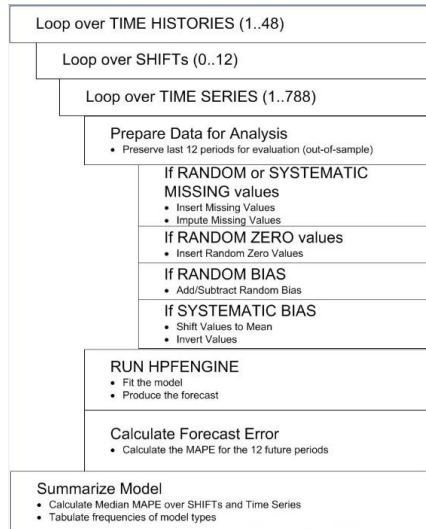 Loop over TIME HISTORIES (1..48)
Loop over SHIFTs (0..12)
Loop over TIME SERIES (1..788)
Prepare Data for Analysis
• Preserve last 12 periods for evaluation (out-of-sample)
If RANDOM or SYSTEMATIC
MISSING values
• Insert Missing Values
• Impute Missing Values
If RANDOM ZERO values
• Insert Random Zero Values
If RANDOM BIAS
• Add/Subtract Random Bias
If SYSTEMATIC BIAS
• Shift Values to Mean
• Invert Values
RUN HPFENGINE
• Fit the model
• Produce the forecast
Calculate Forecast Error
• Calculate the MAPE for the 12 future periods
Summarize Model
• Calculate Median MAPE over SHIFTs and Time Series
• Tabulate frequencies of model types